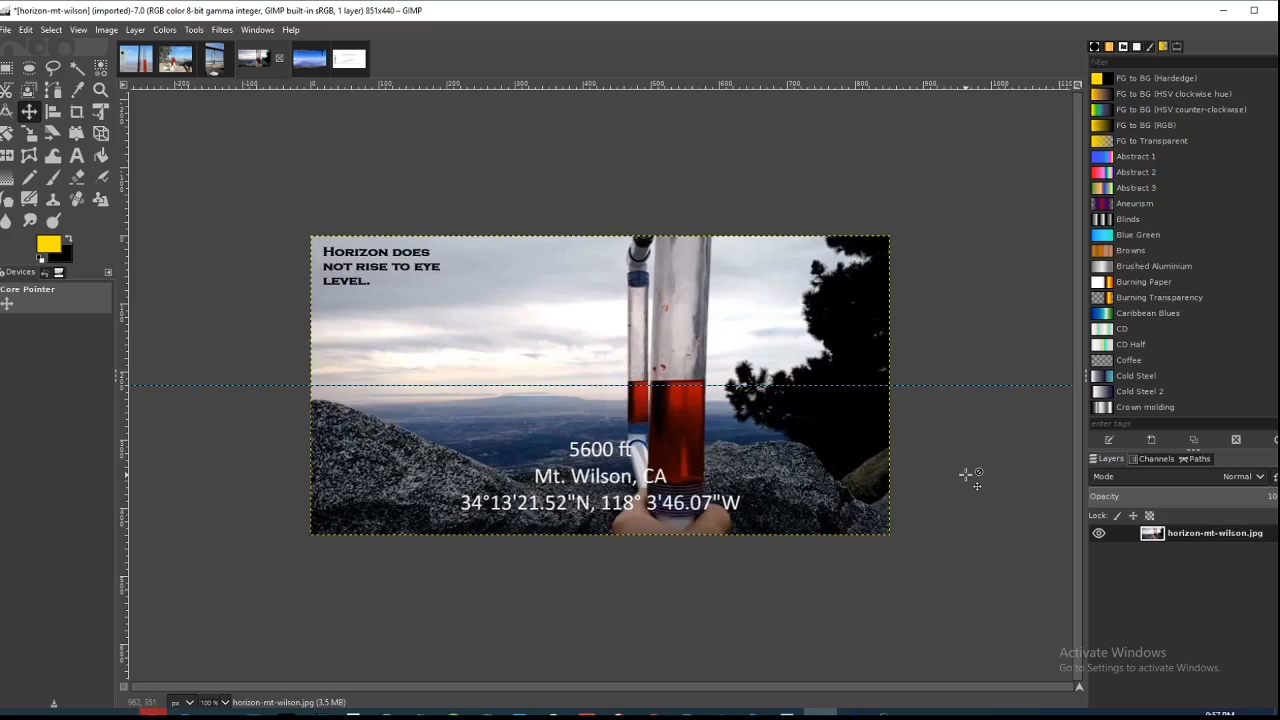 *[horizon-mt-wilson] (imported)-7.0 (RGB color 8-bit gamma integer, GIMP built-in sRGB, 1 layer) 851x440 – GIMP
File Edit Select View Image Layer Colors Tools Filters Windows Help
filter
FG to BG (Hardedge)
FG to BG (HSV clockwise hue)
FG to BG (HSV counter-clockwise)
FG to BG (RGB)
FG to Transparent
Abstract 1
Abstract 2
Abstract 3
Aneurism
Blinds
Blue Green
Browns
Brushed Aluminium
Burning Paper
Burning Transparency
Caribbean Blues
CD
CD Half
Coffee
Cold Steel
Cold Steel 2
Crown molding
enter tags
Devices
Core Pointer
Horizon does
not rise to eye
level.
5600 ft
Mt. Wilson, CA
34°13'21.52"N, 118° 3'46.07"W
Layers Channels Paths
Mode Normal
Opacity 10
Lock:
horizon-mt-wilson.jpg
Activate Windows
Go to Settings to activate Windows.
962, 351 px 100 % horizon-mt-wilson.jpg (3.5 MB)